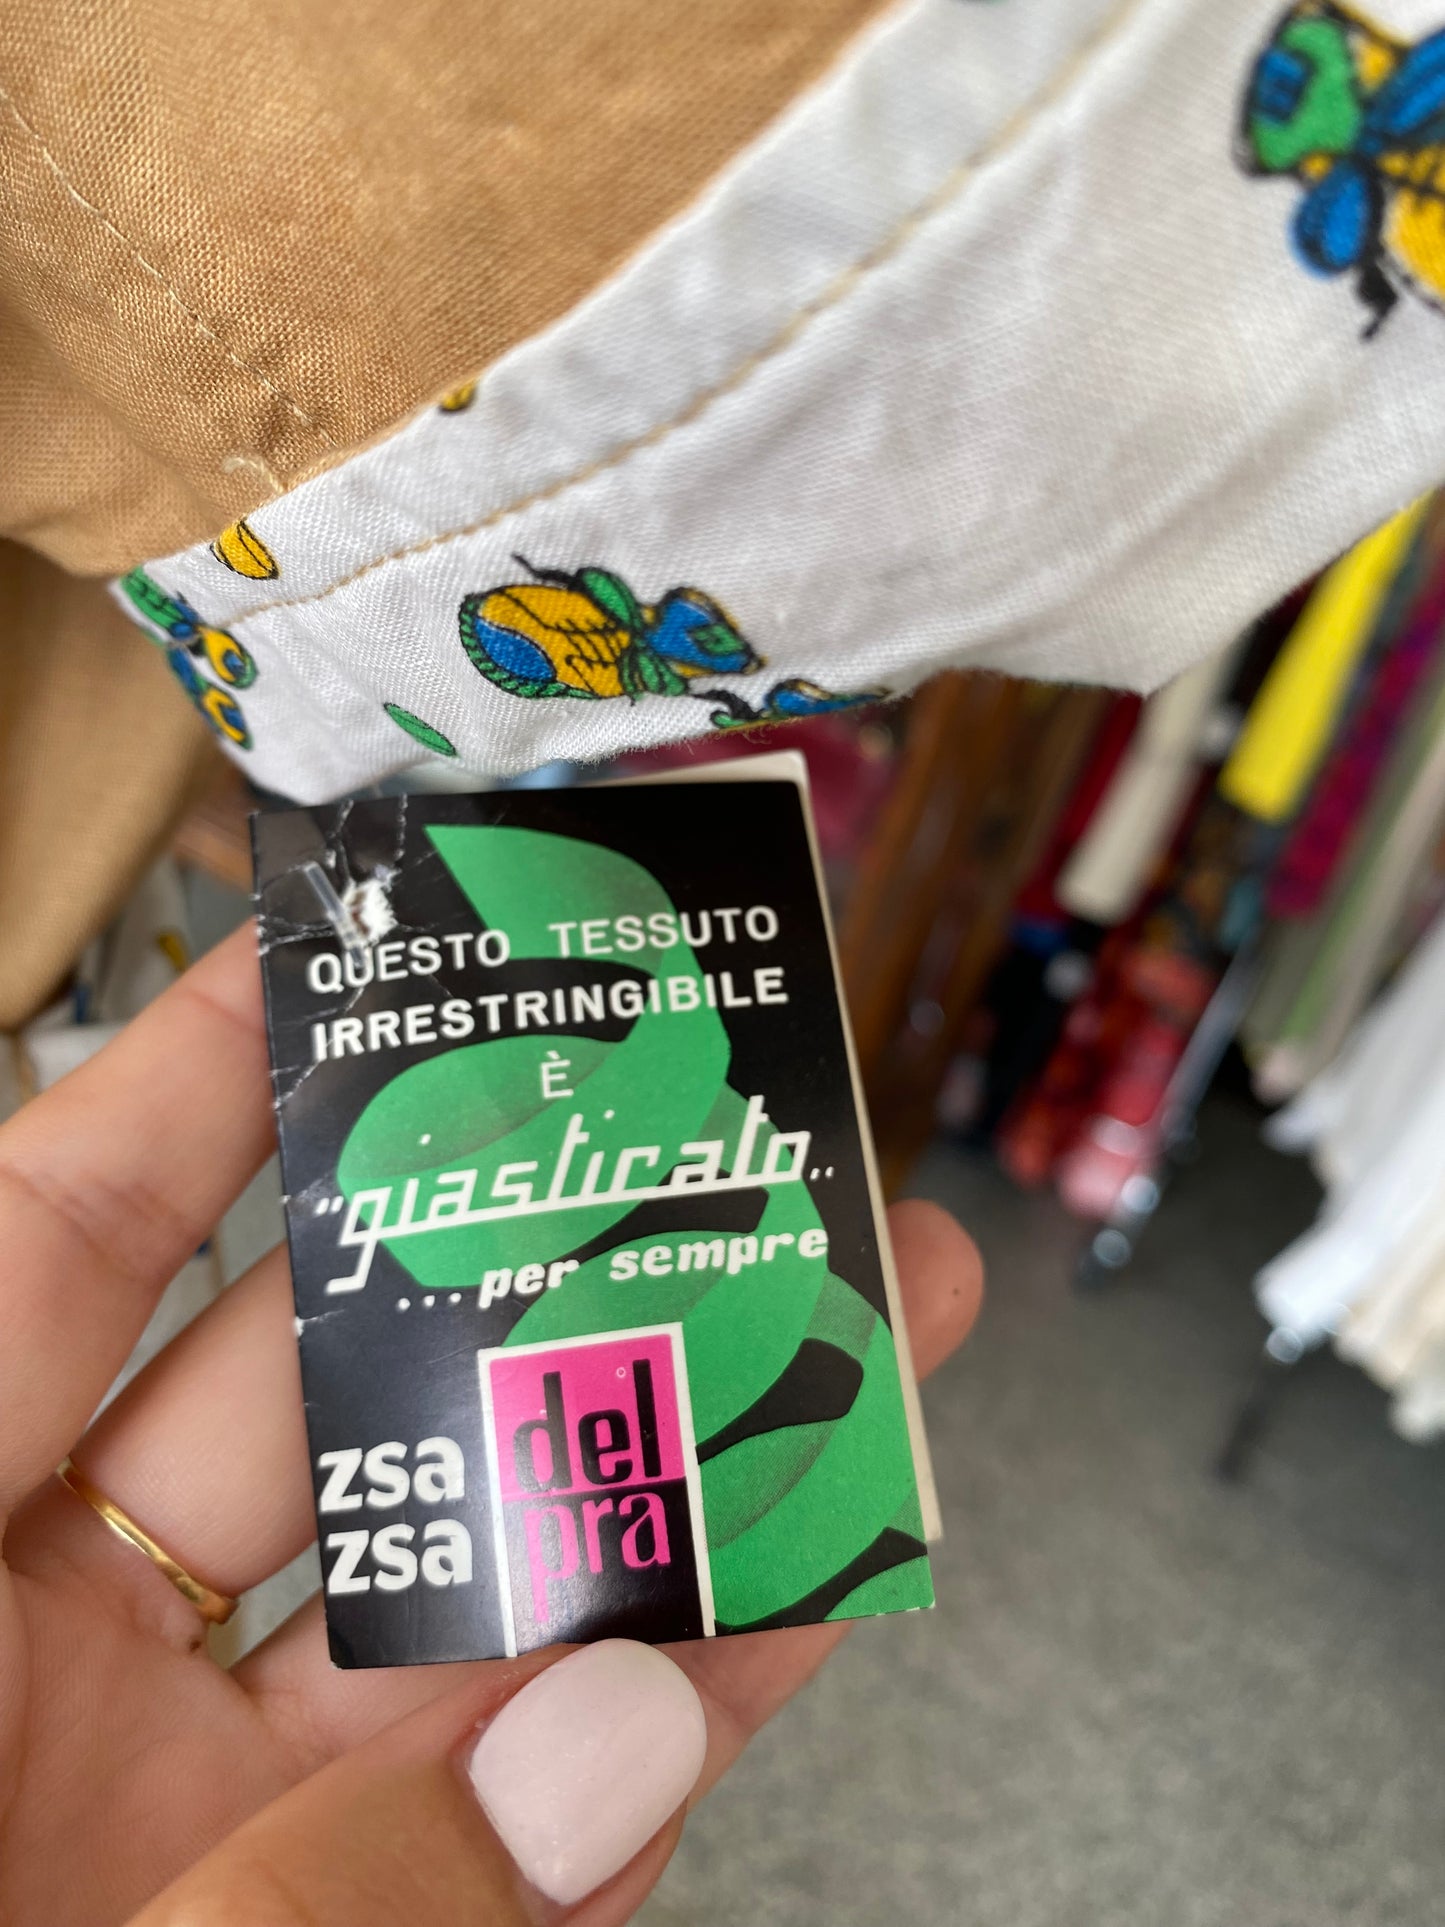 QUESTO TESSUTO
IRRESTRINGIBILE
È
"giasticato"
...per sempre
zsa
zsa
del
pra